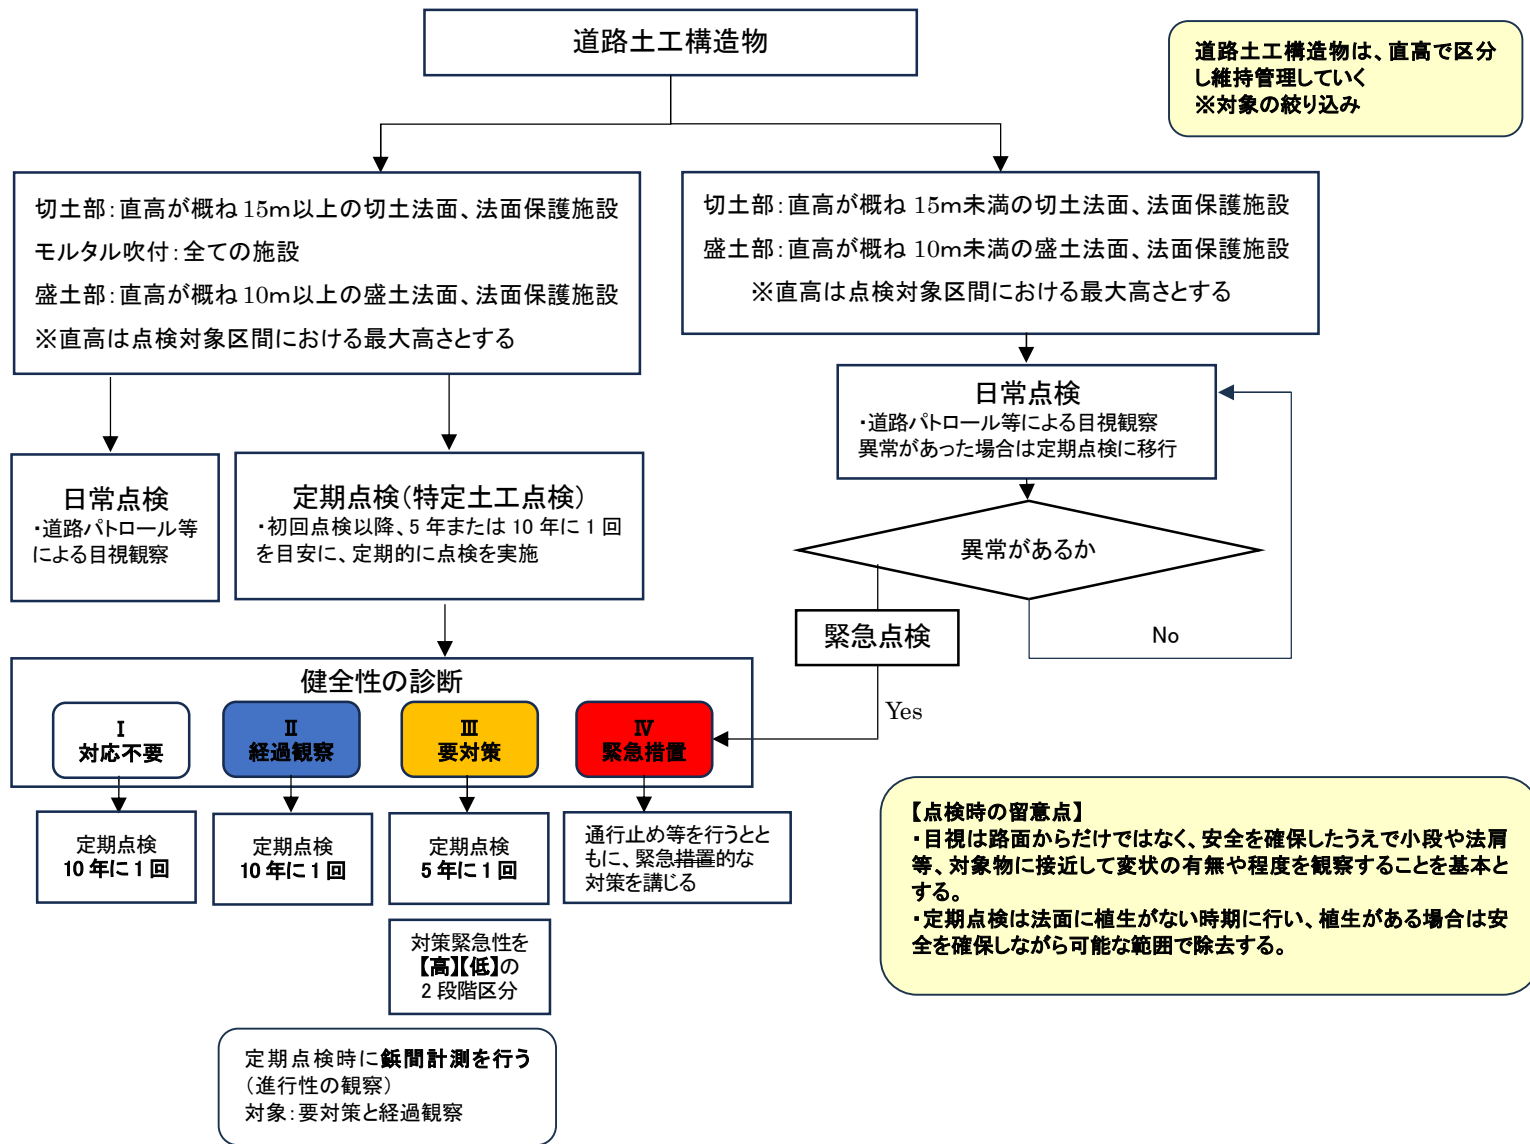 道路土工構造物
道路土工構造物は、直高で区分
し維持管理していく
※対象の絞り込み
切土部：直高が概ね 15m以上の切土法面、法面保護施設
モルタル吹付：全ての施設
盛土部：直高が概ね 10m以上の盛土法面、法面保護施設
※直高は点検対象区間における最大高さとする
切土部：直高が概ね 15m未満の切土法面、法面保護施設
盛土部：直高が概ね 10m未満の盛土法面、法面保護施設
※直高は点検対象区間における最大高さとする
日常点検
・道路パトロール等による目視観察
異常があった場合は定期点検に移行
日常点検
・道路パトロール等
による目視観察
定期点検（特定土工点検）
・初回点検以降、5 年または 10 年に 1 回
を目安に、定期的に点検を実施
異常があるか
緊急点検
No
Yes
健全性の診断
Ⅰ
対応不要
Ⅱ
経過観察
Ⅲ
要対策
Ⅳ
緊急措置
定期点検
10 年に 1 回
定期点検
10 年に 1 回
定期点検
5 年に 1 回
通行止め等を行うとと
もに、緊急措置的な
対策を講じる
対策緊急性を
【高】【低】の
2 段階区分
定期点検時に鋲間計測を行う
（進行性の観察）
対象：要対策と経過観察
【点検時の留意点】
・目視は路面からだけではなく、安全を確保したうえで小段や法肩
等、対象物に接近して変状の有無や程度を観察することを基本と
する。
・定期点検は法面に植生がない時期に行い、植生がある場合は安
全を確保しながら可能な範囲で除去する。